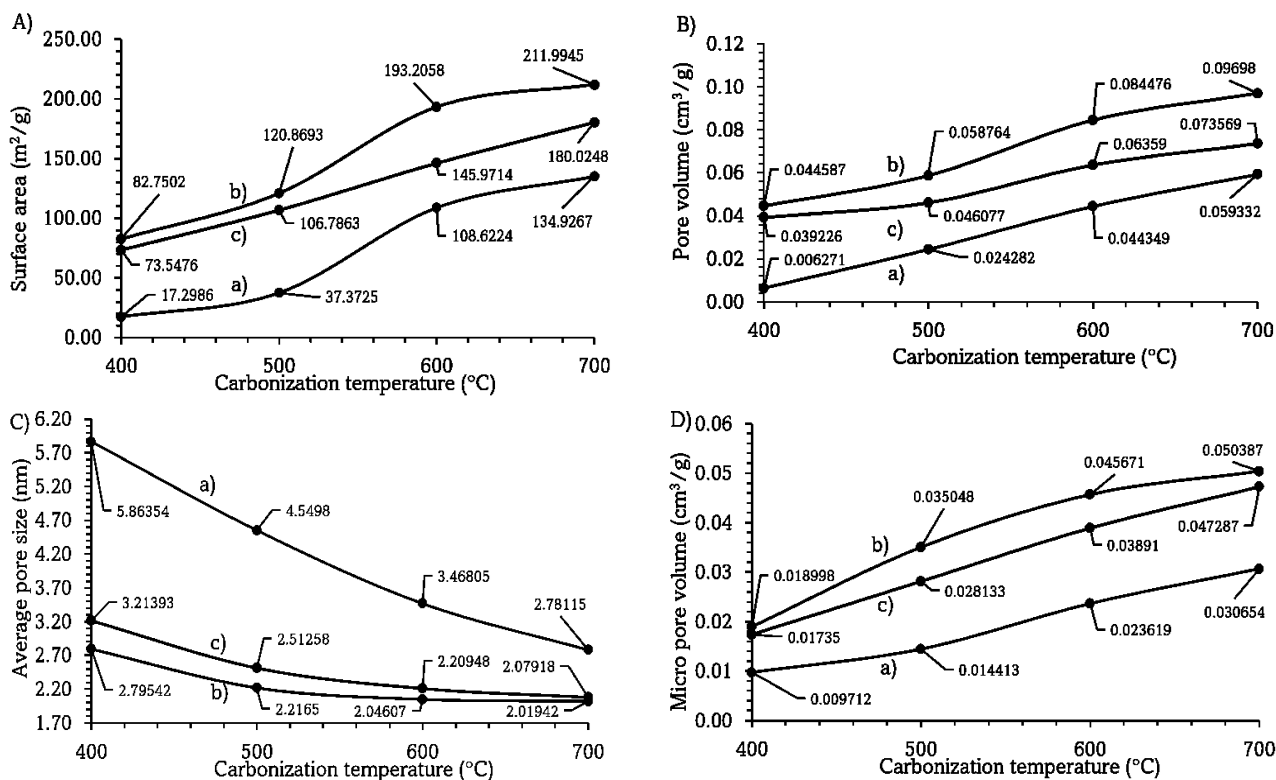 A)
250.00
200.00
150.00
100.00
50.00
0.00
Surface area (m²/g)
82.7502
120.8693
193.2058
211.9945
b)
c)
a)
73.5476
106.7863
145.9714
180.0248
17.2986
37.3725
108.6224
134.9267
400 500 600 700
Carbonization temperature (°C)
B)
0.12
0.10
0.08
0.06
0.04
0.02
0.00
Pore volume (cm³/g)
0.044587
0.058764
0.084476
0.09698
b)
c)
a)
0.039226
0.046077
0.06359
0.073569
0.006271
0.024282
0.044349
0.059332
400 500 600 700
Carbonization temperature (°C)
C)
6.20
5.70
5.20
4.70
4.20
3.70
3.20
2.70
2.20
1.70
Average pore size (nm)
a)
5.86354
4.5498
3.46805
2.78115
c)
3.21393
2.51258
2.20948
2.07918
b)
2.79542
2.2165
2.04607
2.01942
400 500 600 700
Carbonization temperature (°C)
D)
0.06
0.05
0.04
0.03
0.02
0.01
0.00
Micro pore volume (cm³/g)
0.018998
0.035048
0.045671
0.050387
b)
c)
a)
0.01735
0.028133
0.03891
0.047287
0.009712
0.014413
0.023619
0.030654
400 500 600 700
Carbonization temperature (°C)